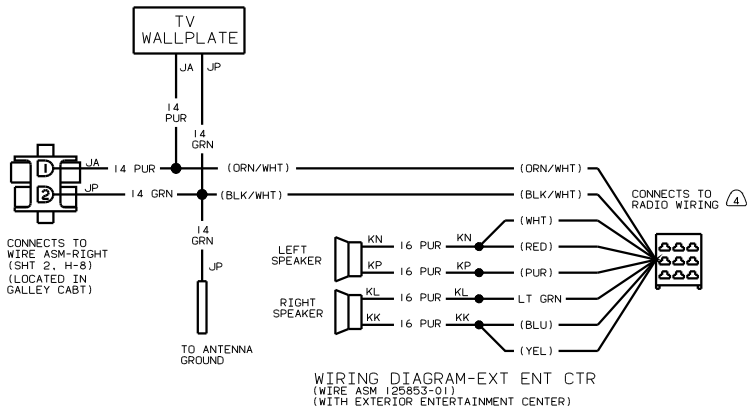 TV
WALLPLATE
JA JP
14
PUR
14
GRN
1 JA 14 PUR (ORN/WHT) (ORN/WHT)
2 JP 14 GRN (BLK/WHT) (BLK/WHT)
CONNECTS TO
RADIO WIRING 4
CONNECTS TO
WIRE ASM-RIGHT
(SHT 2, H-8)
(LOCATED IN
GALLEY CABT)
14
GRN
JP
TO ANTENNA
GROUND
LEFT
SPEAKER
(WHT)
KN 16 PUR KN (RED)
KP 16 PUR KP (PUR)
RIGHT
SPEAKER
KL 16 PUR KL LT GRN
KK 16 PUR KK (BLU)
(YEL)
WIRING DIAGRAM-EXT ENT CTR
(WIRE ASM 125853-01)
(WITH EXTERIOR ENTERTAINMENT CENTER)